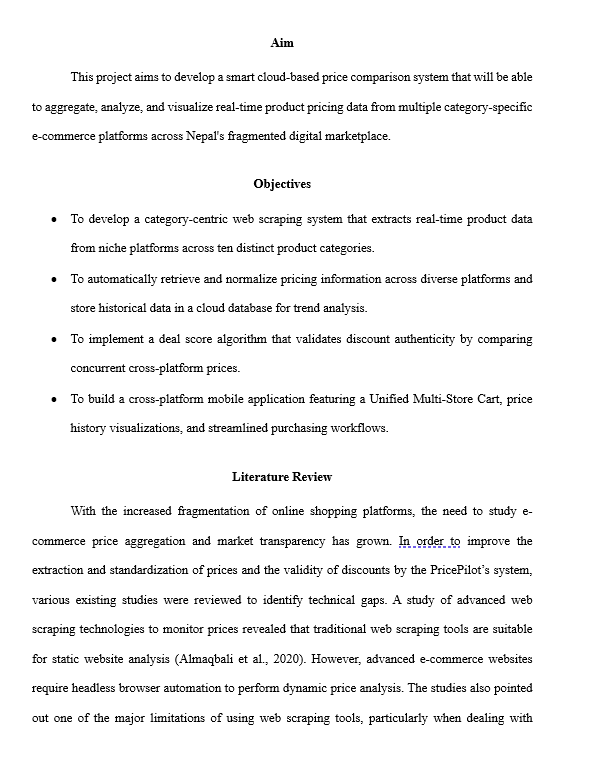 Aim
This project aims to develop a smart cloud-based price comparison system that will be able
to aggregate, analyze, and visualize real-time product pricing data from multiple category-specific
e-commerce platforms across Nepal's fragmented digital marketplace.
Objectives
• To develop a category-centric web scraping system that extracts real-time product data
from niche platforms across ten distinct product categories.
• To automatically retrieve and normalize pricing information across diverse platforms and
store historical data in a cloud database for trend analysis.
• To implement a deal score algorithm that validates discount authenticity by comparing
concurrent cross-platform prices.
• To build a cross-platform mobile application featuring a Unified Multi-Store Cart, price
history visualizations, and streamlined purchasing workflows.
Literature Review
With the increased fragmentation of online shopping platforms, the need to study e-
commerce price aggregation and market transparency has grown. In order to improve the
extraction and standardization of prices and the validity of discounts by the PricePilot’s system,
various existing studies were reviewed to identify technical gaps. A study of advanced web
scraping technologies to monitor prices revealed that traditional web scraping tools are suitable
for static website analysis (Almaqbali et al., 2020). However, advanced e-commerce websites
require headless browser automation to perform dynamic price analysis. The studies also pointed
out one of the major limitations of using web scraping tools, particularly when dealing with